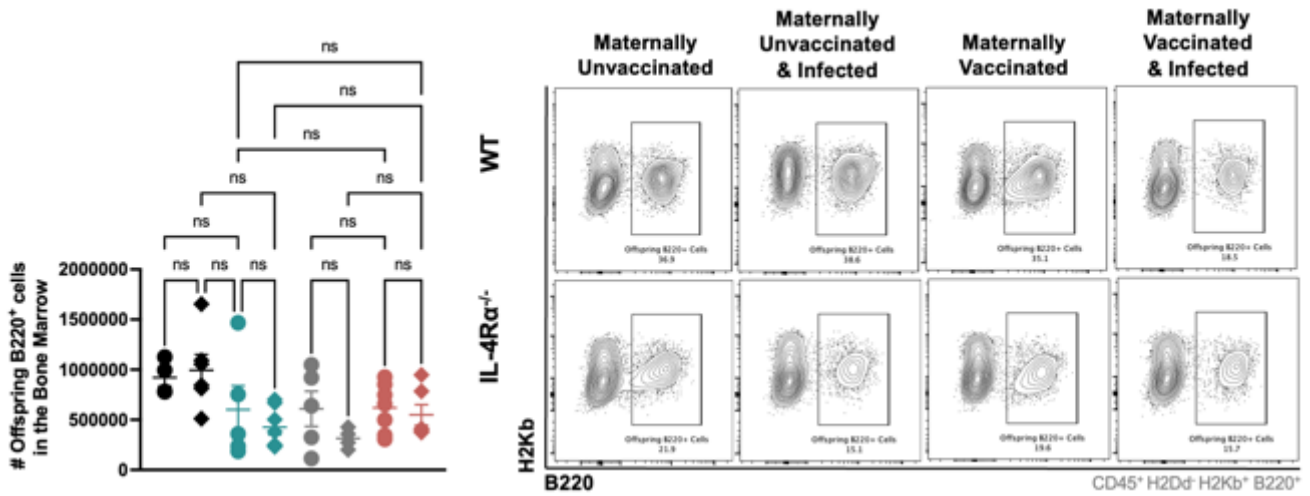 ns
ns
ns
ns
ns ns
ns ns ns ns ns
# Offspring B220+ cells
in the Bone Marrow
2000000
1500000
1000000
500000
0
Maternally
Unvaccinated
Maternally
Unvaccinated
& Infected
Maternally
Vaccinated
Maternally
Vaccinated
& Infected
WT
Offspring B220+ Cells
36.9
Offspring B220+ Cells
38.6
Offspring B220+ Cells
35.1
Offspring B220+ Cells
18.5
IL-4Rα-/-
Offspring B220+ Cells
21.9
Offspring B220+ Cells
15.1
Offspring B220+ Cells
19.6
Offspring B220+ Cells
15.7
H2Kb
B220
CD45+ H2Dd- H2Kb+ B220+